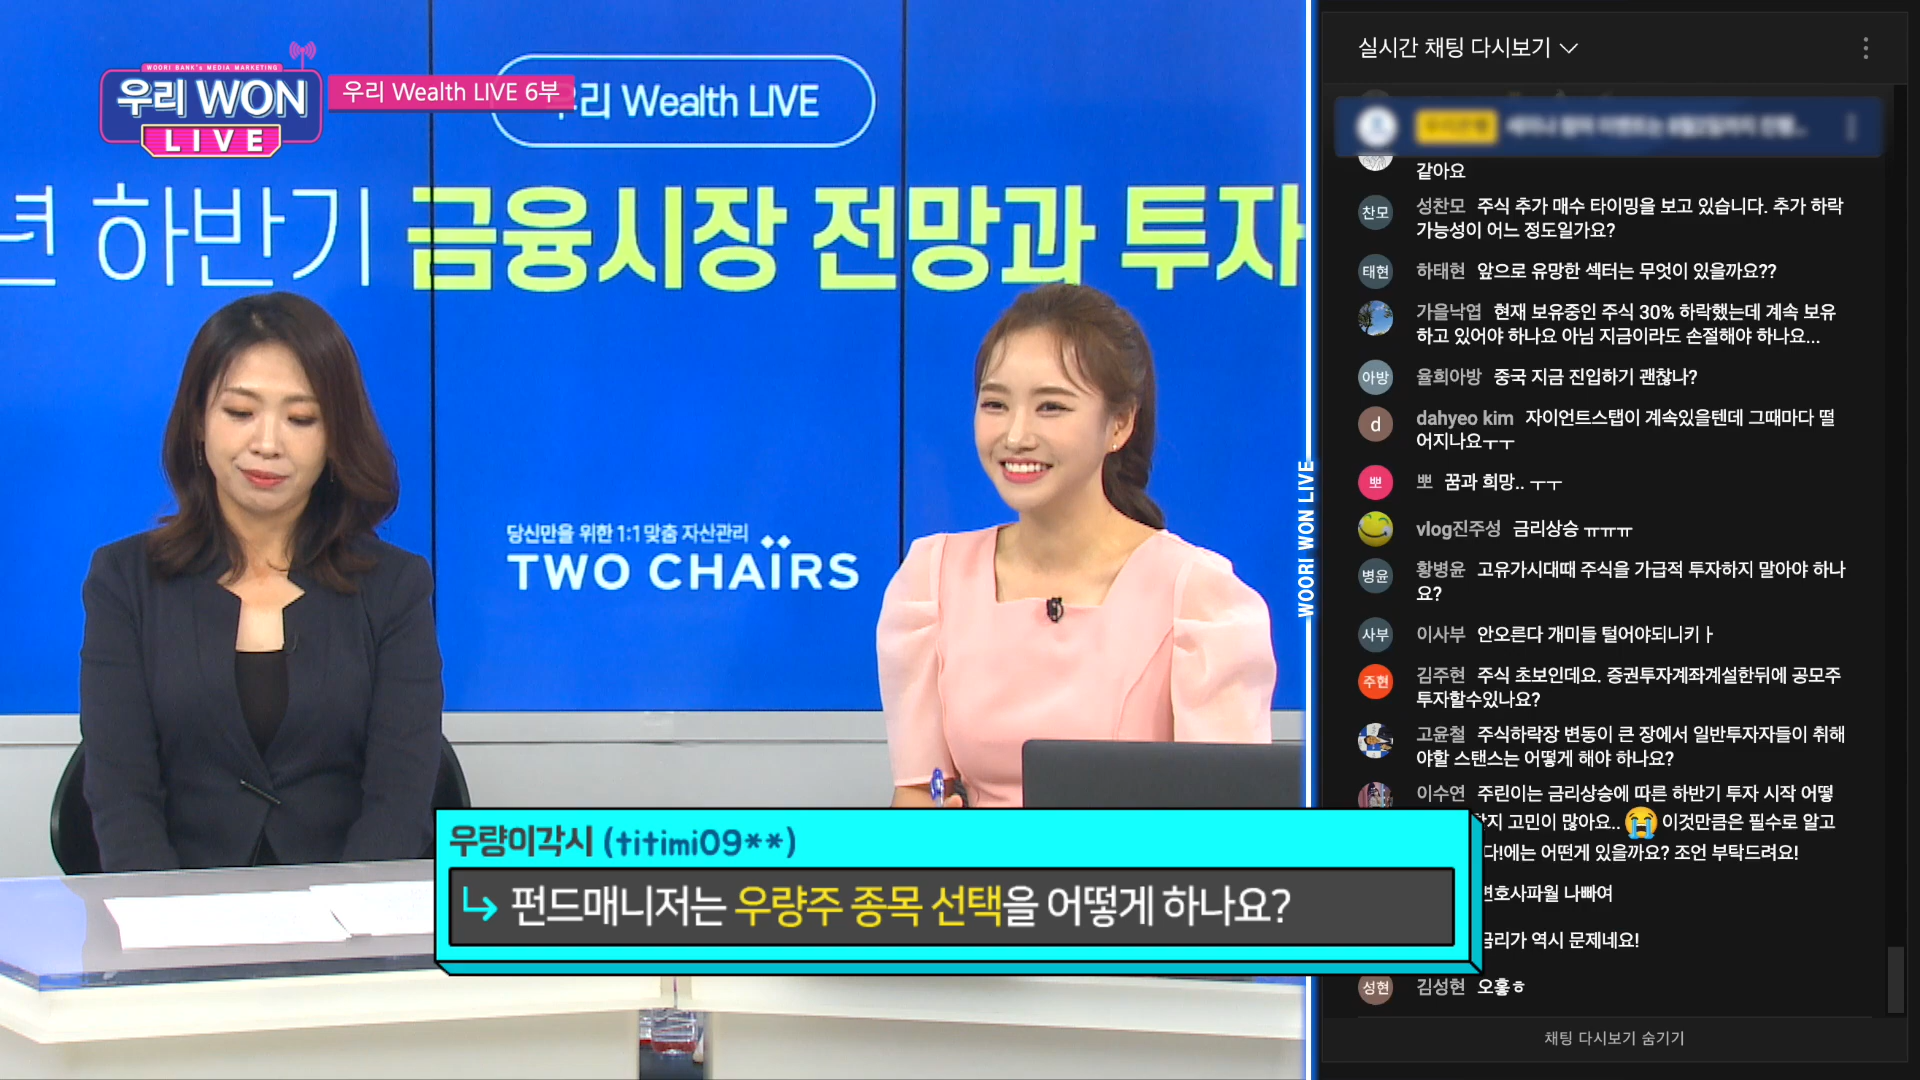 WOORI BANK's MEDIA MARKETING
우리 WON
LIVE
우리 Wealth LIVE 6부
리 Wealth LIVE
년 하반기 금융시장 전망과 투자
당신만을 위한 1:1 맞춤 자산관리
TWO CHAIRS
우량이각시 (titimi09**)
펀드매니저는 우량주 종목 선택을 어떻게 하나요?
WOORI WON LIVE
실시간 채팅 다시보기
같아요
찬모 성찬모 주식 추가 매수 타이밍을 보고 있습니다. 추가 하락
가능성이 어느 정도일가요?
태현 하태현 앞으로 유망한 섹터는 무엇이 있을까요??
가을낙엽 현재 보유중인 주식 30% 하락했는데 계속 보유
하고 있어야 하나요 아님 지금이라도 손절해야 하나요...
아방 율희아방 중국 지금 진입하기 괜찮나?
d dahyeo kim 자이언트스탭이 계속있을텐데 그때마다 떨
어지나요ㅜㅜ
뽀 뽀 꿈과 희망.. ㅜㅜ
vlog진주성 금리상승 ㅠㅠㅠ
병윤 황병윤 고유가시대때 주식을 가급적 투자하지 말아야 하나
요?
사부 이사부 안오른다 개미들 털어야되니키ㅏ
주현 김주현 주식 초보인데요. 증권투자계좌계설한뒤에 공모주
투자할수있나요?
고윤철 주식하락장 변동이 큰 장에서 일반투자자들이 취해
야할 스탠스는 어떻게 해야 하나요?
이수연 주린이는 금리상승에 따른 하반기 투자 시작 어떻
지 고민이 많아요.. 😭 이것만큼은 필수로 알고
다!에는 어떤게 있을까요? 조언 부탁드려요!
변호사파월 나빠여
금리가 역시 문제네요!
성현 김성현 오홓ㅎ
채팅 다시보기 숨기기